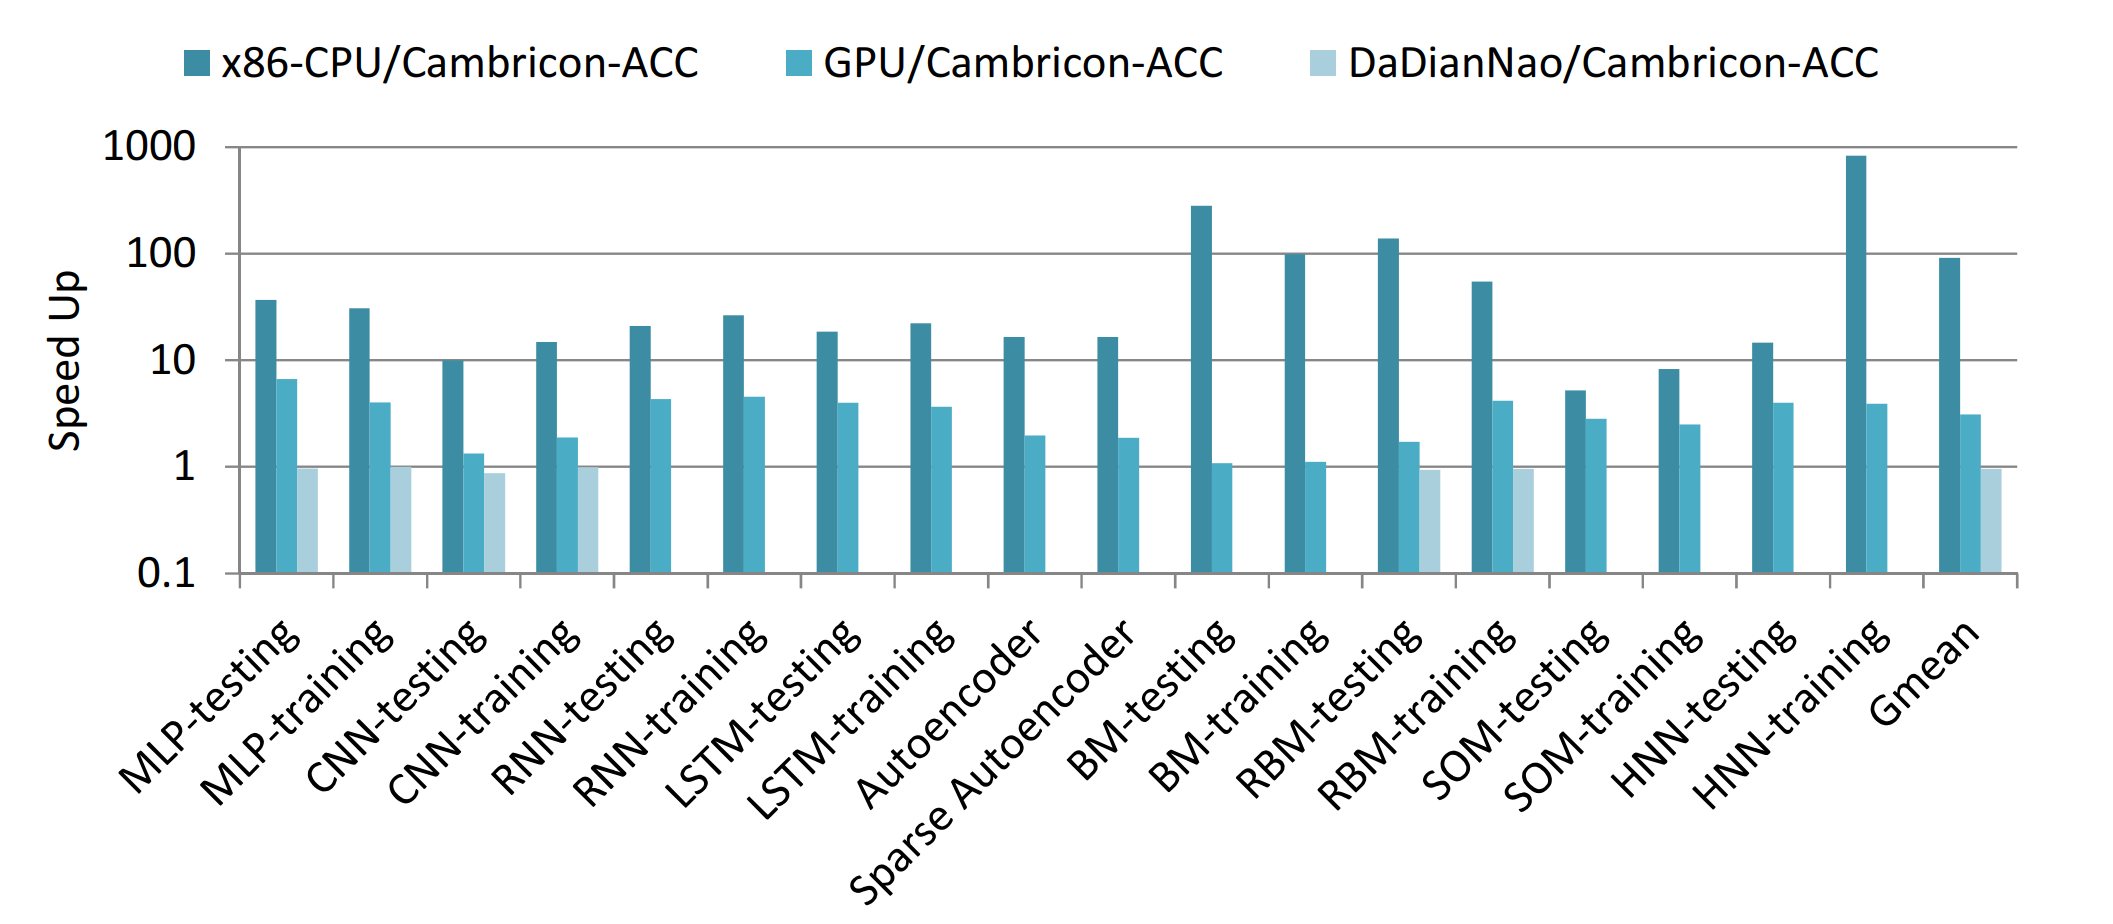 x86-CPU/Cambricon-ACC GPU/Cambricon-ACC DaDianNao/Cambricon-ACC
Speed Up
1000
100
10
1
0.1
MLP-testing
MLP-training
CNN-testing
CNN-training
RNN-testing
RNN-training
LSTM-testing
LSTM-training
Autoencoder
Sparse Autoencoder
BM-testing
BM-training
RBM-testing
RBM-training
SOM-testing
SOM-training
HNN-testing
HNN-training
Gmean